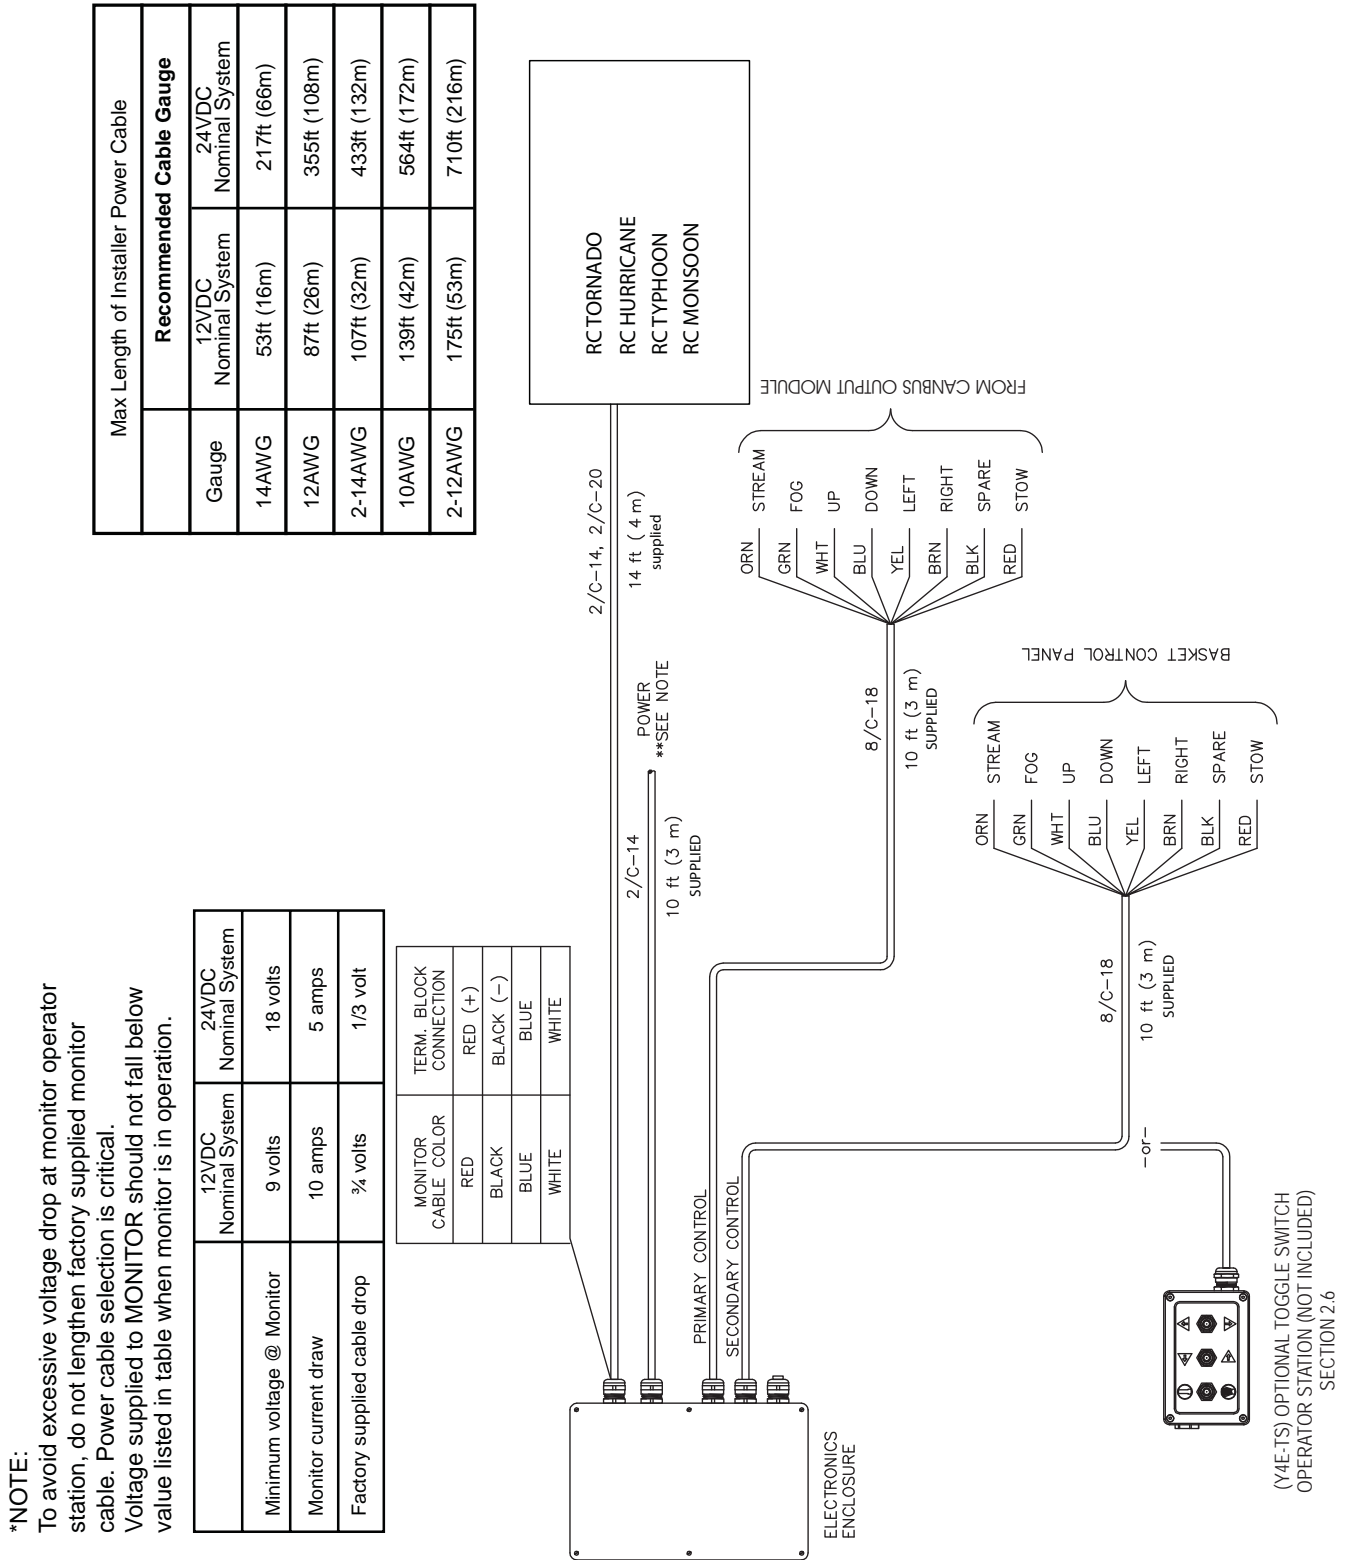 *NOTE:
To avoid excessive voltage drop at monitor operator
station, do not lengthen factory supplied monitor
cable. Power cable selection is critical.
Voltage supplied to MONITOR should not fall below
value listed in table when monitor is in operation.
12VDC
Nominal System
24VDC
Nominal System
Minimum voltage @ Monitor
9 volts
18 volts
Monitor current draw
10 amps
5 amps
Factory supplied cable drop
¾ volts
1/3 volt
Max Length of Installer Power Cable
Recommended Cable Gauge
Gauge
12VDC
Nominal System
24VDC
Nominal System
14AWG
53ft (16m)
217ft (66m)
12AWG
87ft (26m)
355ft (108m)
2-14AWG
107ft (32m)
433ft (132m)
10AWG
139ft (42m)
564ft (172m)
2-12AWG
175ft (53m)
710ft (216m)
MONITOR
CABLE COLOR
TERM. BLOCK
CONNECTION
RED
RED (+)
BLACK
BLACK (−)
BLUE
BLUE
WHITE
WHITE
2/C−14, 2/C−20
14 ft ( 4 m)
supplied
RC TORNADO
RC HURRICANE
RC TYPHOON
RC MONSOON
2/C−14
10 ft (3 m)
SUPPLIED
POWER
**SEE NOTE
PRIMARY CONTROL
8/C−18
10 ft (3 m)
SUPPLIED
ORN STREAM
GRN FOG
WHT UP
BLU DOWN
YEL LEFT
BRN RIGHT
BLK SPARE
RED STOW
FROM CANBUS OUTPUT MODULE
SECONDARY CONTROL
8/C−18
10 ft (3 m)
SUPPLIED
ORN STREAM
GRN FOG
WHT UP
BLU DOWN
YEL LEFT
BRN RIGHT
BLK SPARE
RED STOW
BASKET CONTROL PANEL
ELECTRONICS
ENCLOSURE
−or−
(Y4E-TS) OPTIONAL TOGGLE SWITCH
OPERATOR STATION (NOT INCLUDED)
SECTION 2.6